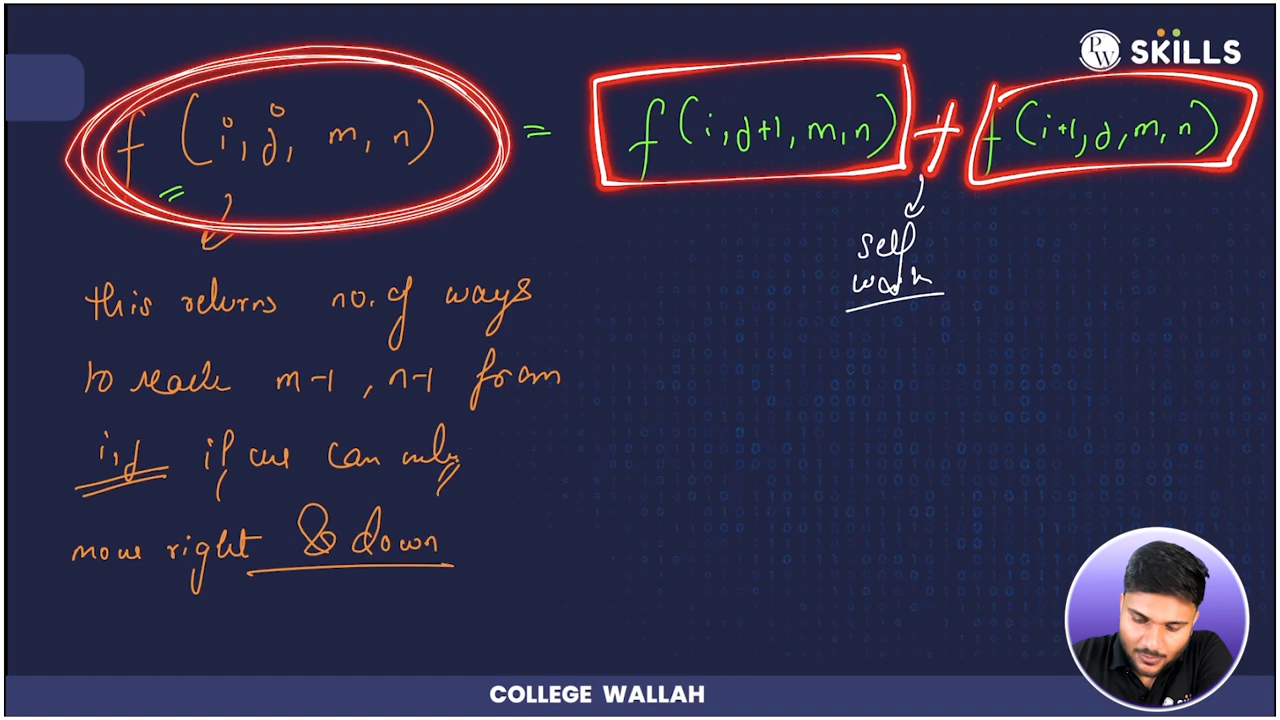 PW SKILLS
f (i, j, m, n) = f(i, j+1, m, n) + f(i+1, j, m, n)
self
work
this returns no. of ways
to reach m-1, n-1 from
i, j if we can only
move right & down
COLLEGE WALLAH